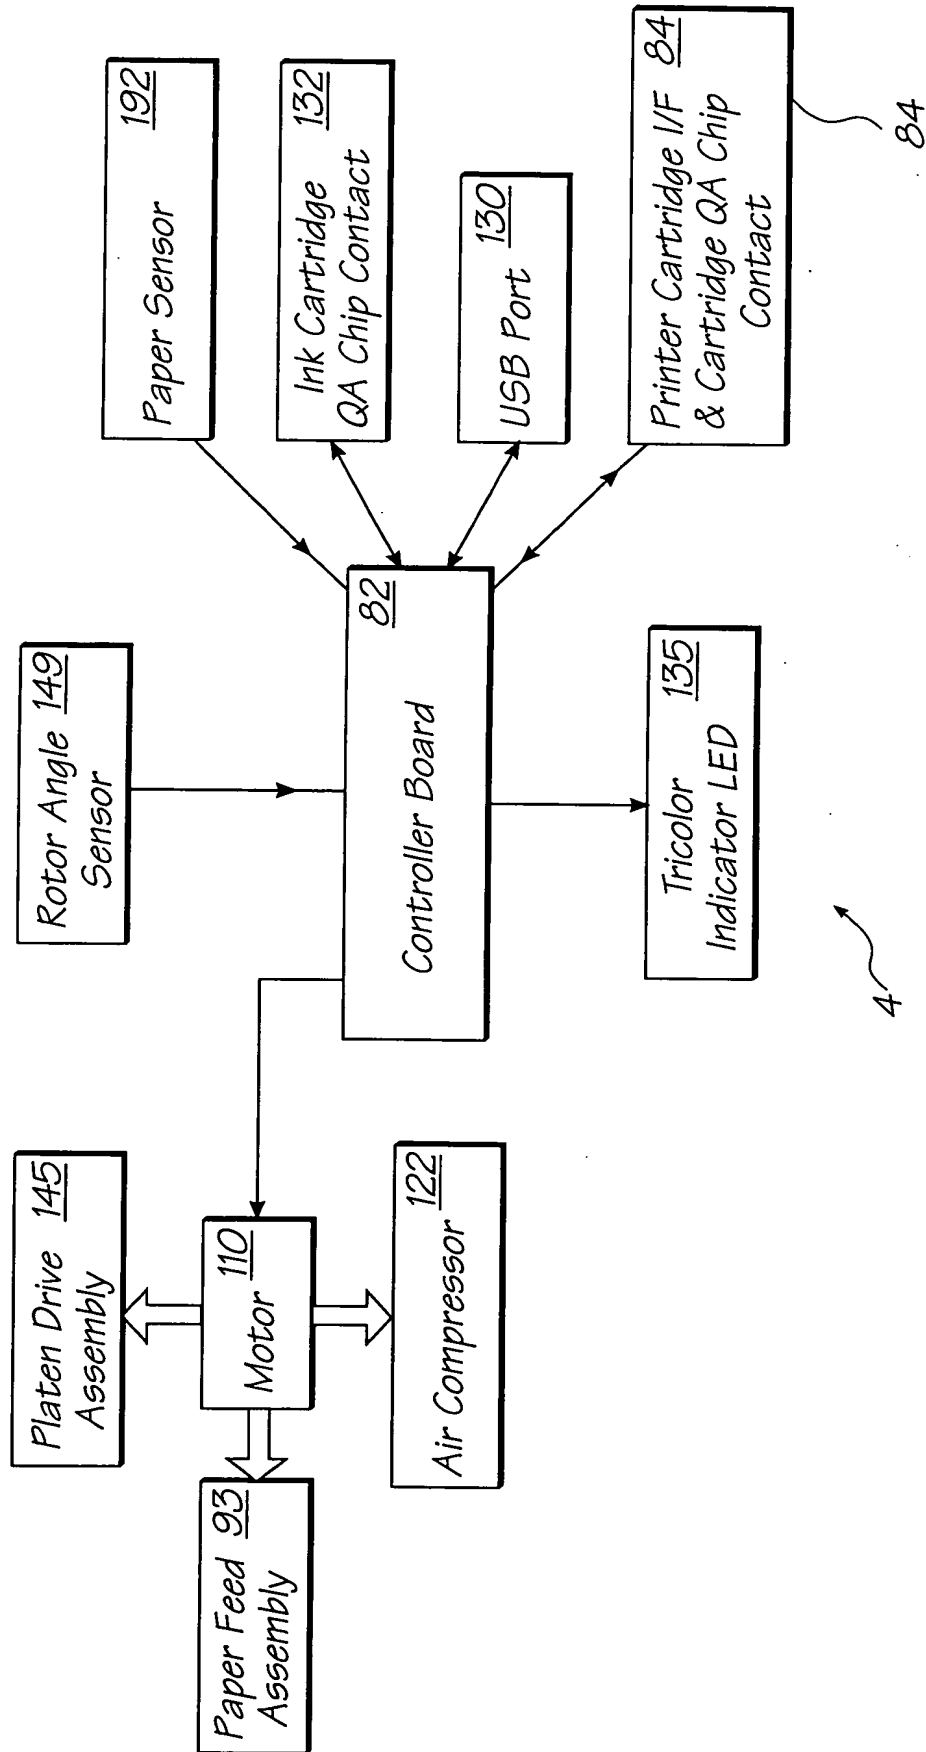 Platen Drive 145
Assembly
Rotor Angle 149
Sensor
Paper Sensor
192
Paper Feed 93
Assembly
Motor 110
Air Compressor 122
Controller Board
82
Ink Cartridge 132
QA Chip Contact
USB Port 130
Tricolor
Indicator LED 135
Printer Cartridge I/F 84
& Cartridge QA Chip
Contact
84
4